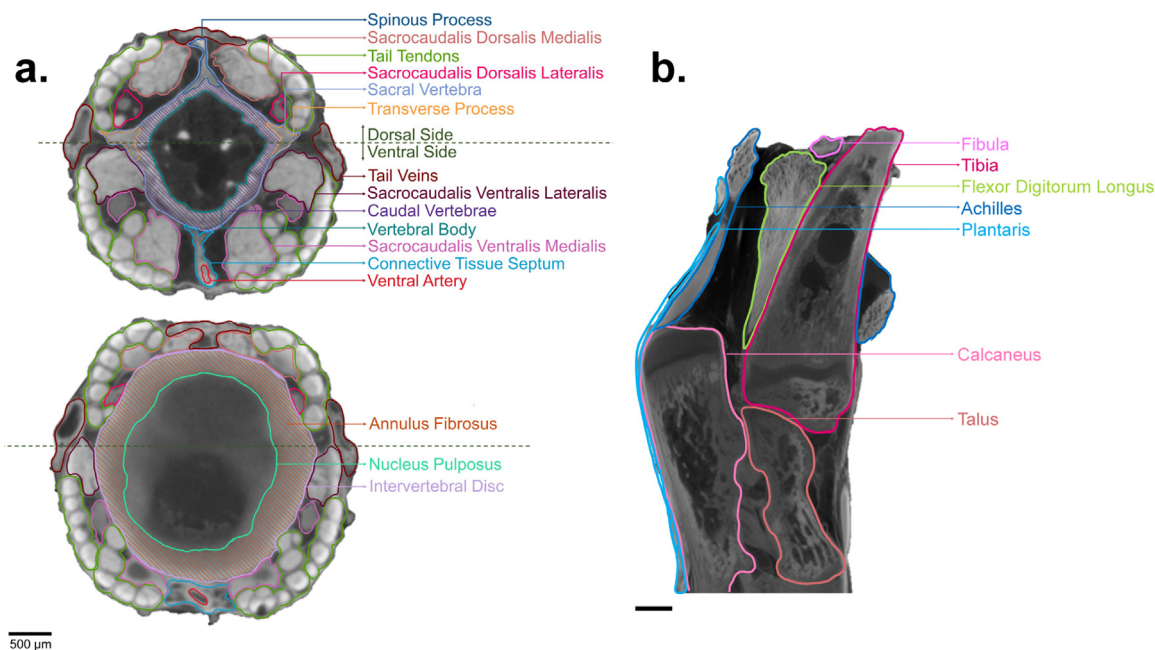 a.
Spinous Process
Sacrocaudalis Dorsalis Medialis
Tail Tendons
Sacrocaudalis Dorsalis Lateralis
Sacral Vertebra
Transverse Process
Dorsal Side
Ventral Side
Tail Veins
Sacrocaudalis Ventralis Lateralis
Caudal Vertebrae
Vertebral Body
Sacrocaudalis Ventralis Medialis
Connective Tissue Septum
Ventral Artery
Annulus Fibrosus
Nucleus Pulposus
Intervertebral Disc
500 µm
b.
Fibula
Tibia
Flexor Digitorum Longus
Achilles
Plantaris
Calcaneus
Talus